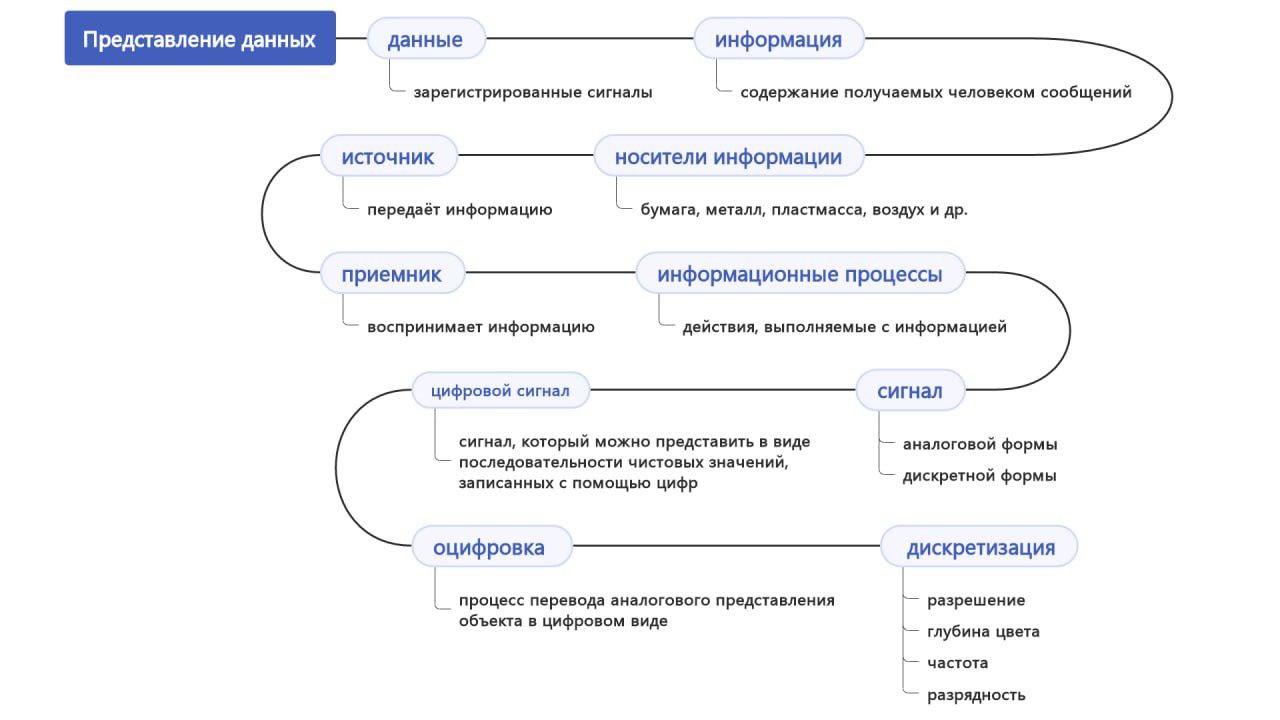 Представление данных
данные
зарегистрированные сигналы
информация
содержание получаемых человеком сообщений
носители информации
бумага, металл, пластмасса, воздух и др.
источник
передаёт информацию
приемник
воспринимает информацию
информационные процессы
действия, выполняемые с информацией
сигнал
аналоговой формы
дискретной формы
цифровой сигнал
сигнал, который можно представить в виде
последовательности чистовых значений,
записанных с помощью цифр
оцифровка
процесс перевода аналогового представления
объекта в цифровом виде
дискретизация
разрешение
глубина цвета
частота
разрядность